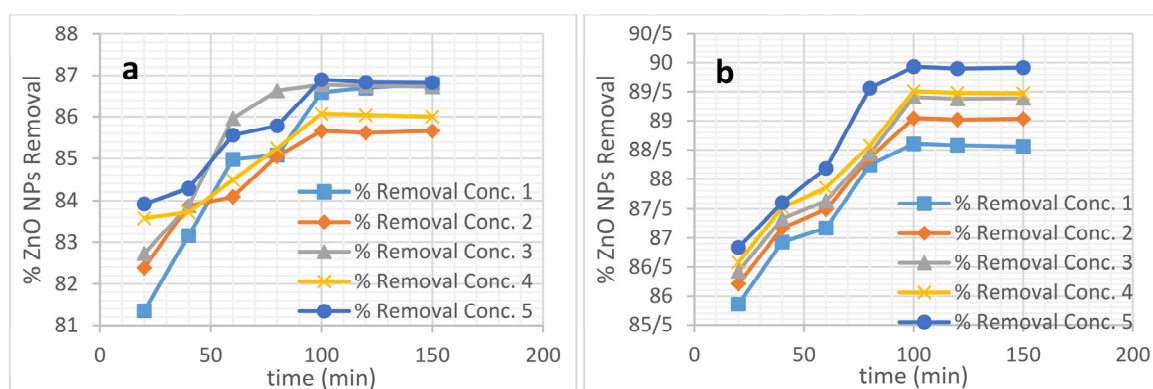 % ZnO NPs Removal
88
87
86
85
84
83
82
81
a
% Removal Conc. 1
% Removal Conc. 2
% Removal Conc. 3
% Removal Conc. 4
% Removal Conc. 5
0
50
100
150
200
time (min)
% ZnO NPs Removal
90/5
90
89/5
89
88/5
88
87/5
87
86/5
86
85/5
b
% Removal Conc. 1
% Removal Conc. 2
% Removal Conc. 3
% Removal Conc. 4
% Removal Conc. 5
0
50
100
150
200
time (min)